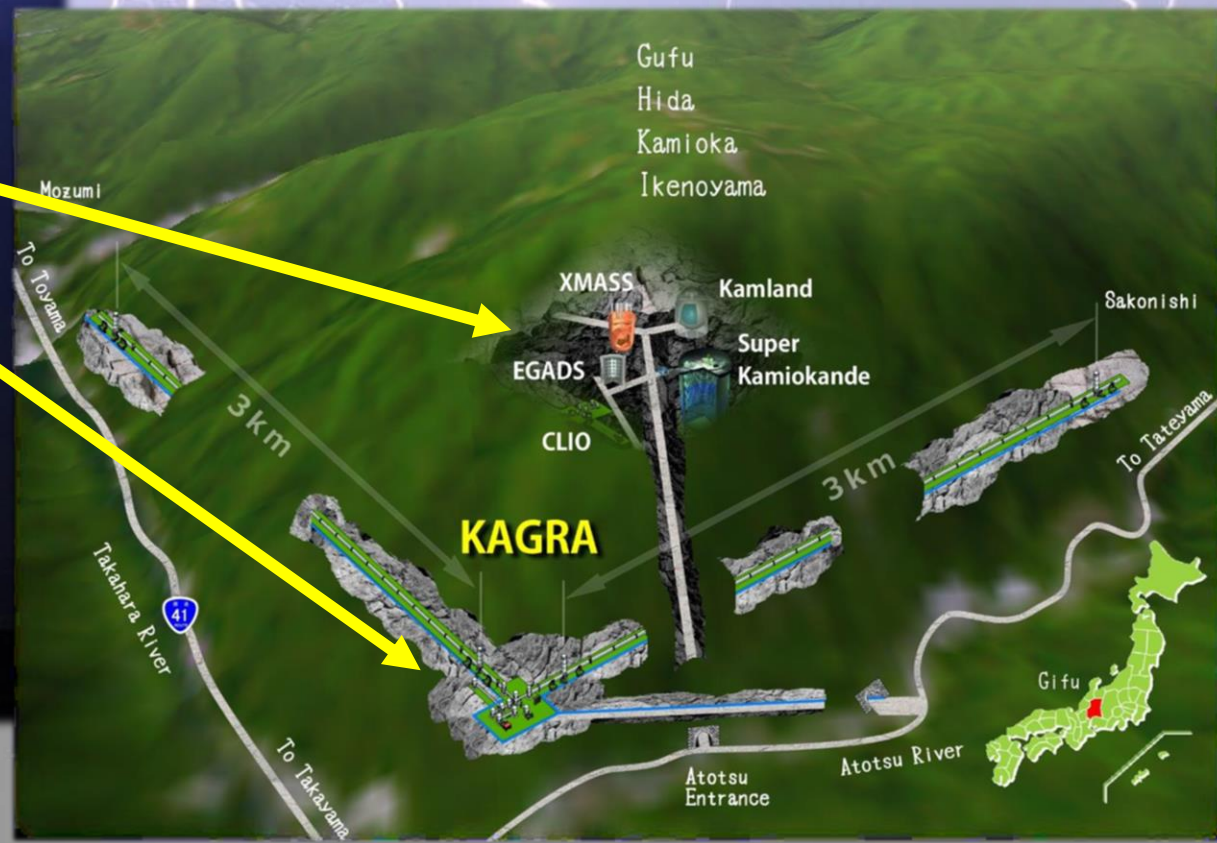 Gufu
Hida
Kamioka
Ikenoyama
Mozumi
To Toyama
XMASS
Kamland
Sakonishi
Super
Kamiokande
EGADS
CLIO
3km
3km
To Tateyama
KAGRA
Takahara River
41
Gifu
To Takayama
Atotsu
Entrance
Atotsu River